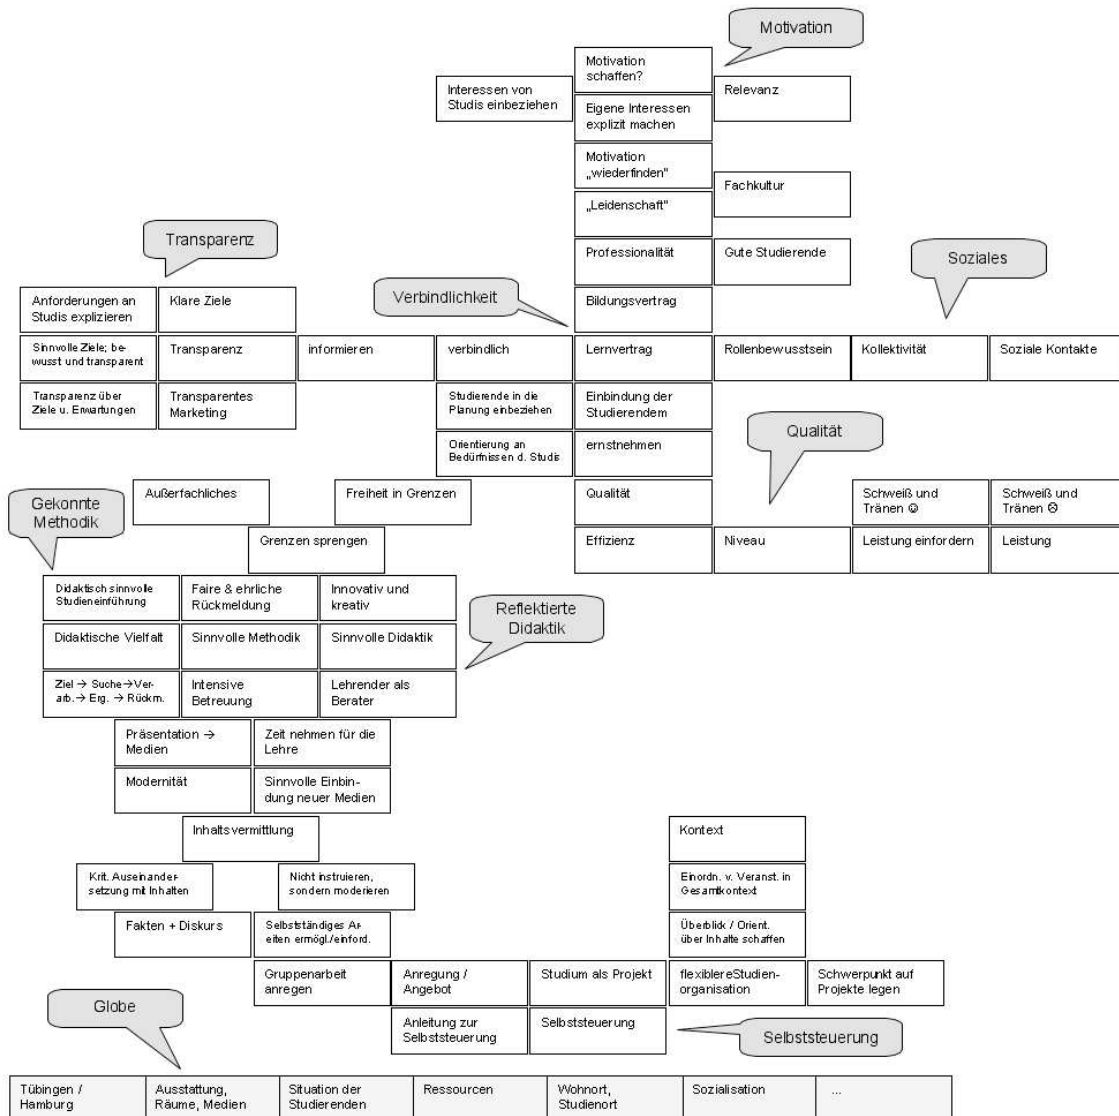 Motivation
Motivation
schaffen?
Interessen von
Studis einbeziehen
Relevanz
Eigene Interessen
explizit machen
Motivation
„wiederfinden"
Fachkultur
„Leidenschaft"
Transparenz
Professionalität
Gute Studierende
Soziales
Verbindlichkeit
Anforderungen an
Studis explizieren
Klare Ziele
Bildungsvertrag
Sinnvolle Ziele; be-
wusst und transparent
Transparenz
informieren
verbindlich
Lernvertrag
Rollenbewusstsein
Kollektivität
Soziale Kontakte
Transparenz über
Ziele u. Erwartungen
Transparentes
Marketing
Studierende in die
Planung einbeziehen
Einbindung der
Studierendem
Qualität
Orientierung an
Bedürfnissen d. Studis
ernstnehmen
Gekonnte
Methodik
Außerfachliches
Freiheit in Grenzen
Qualität
Schweiß und
Tränen ☺
Schweiß und
Tränen ☹
Grenzen sprengen
Effizienz
Niveau
Leistung einfordern
Leistung
Didaktisch sinnvolle
Studieneinführung
Faire & ehrliche
Rückmeldung
Innovativ und
kreativ
Reflektierte
Didaktik
Didaktische Vielfalt
Sinnvolle Methodik
Sinnvolle Didaktik
Ziel → Suche→Ver-
arb.→ Erg. → Rückm.
Intensive
Betreuung
Lehrender als
Berater
Präsentation →
Medien
Zeit nehmen für die
Lehre
Modernität
Sinnvolle Einbin-
dung neuer Medien
Inhaltsvermittlung
Kontext
Krit. Auseinander-
setzung mit Inhalten
Nicht instruieren,
sondern moderieren
Einordn. v. Veranst. in
Gesamtkontext
Fakten + Diskurs
Selbstständiges Ar-
eiten ermögl./einford.
Überblick / Orient.
über Inhalte schaffen
Gruppenarbeit
anregen
Anregung /
Angebot
Studium als Projekt
flexiblereStudien-
organisation
Schwerpunkt auf
Projekte legen
Globe
Anleitung zur
Selbststeuerung
Selbststeuerung
Selbststeuerung
Tübingen /
Hamburg
Ausstattung,
Räume, Medien
Situation der
Studierenden
Ressourcen
Wohnort,
Studienort
Sozialisation
...